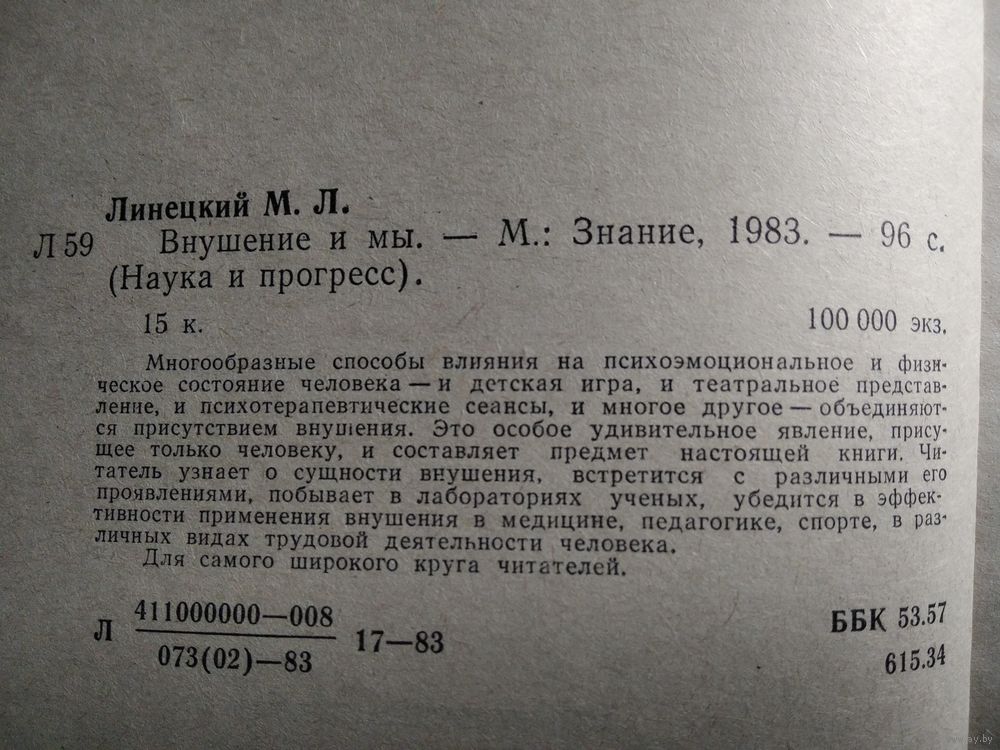 Линецкий М. Л.
Л 59 Внушение и мы. — М.: Знание, 1983. — 96 с.
(Наука и прогресс).
15 к. 100 000 экз.
Многообразные способы влияния на психоэмоциональное и физи-
ческое состояние человека — и детская игра, и театральное представ-
ление, и психотерапевтические сеансы, и многое другое — объединяют-
ся присутствием внушения. Это особое удивительное явление, прису-
щее только человеку, и составляет предмет настоящей книги. Чи-
татель узнает о сущности внушения, встретится с различными его
проявлениями, побывает в лабораториях ученых, убедится в эффек-
тивности применения внушения в медицине, педагогике, спорте, в раз-
личных видах трудовой деятельности человека.
Для самого широкого круга читателей.
Л 411000000—008 17—83
073(02)—83
ББК 53.57
615.34